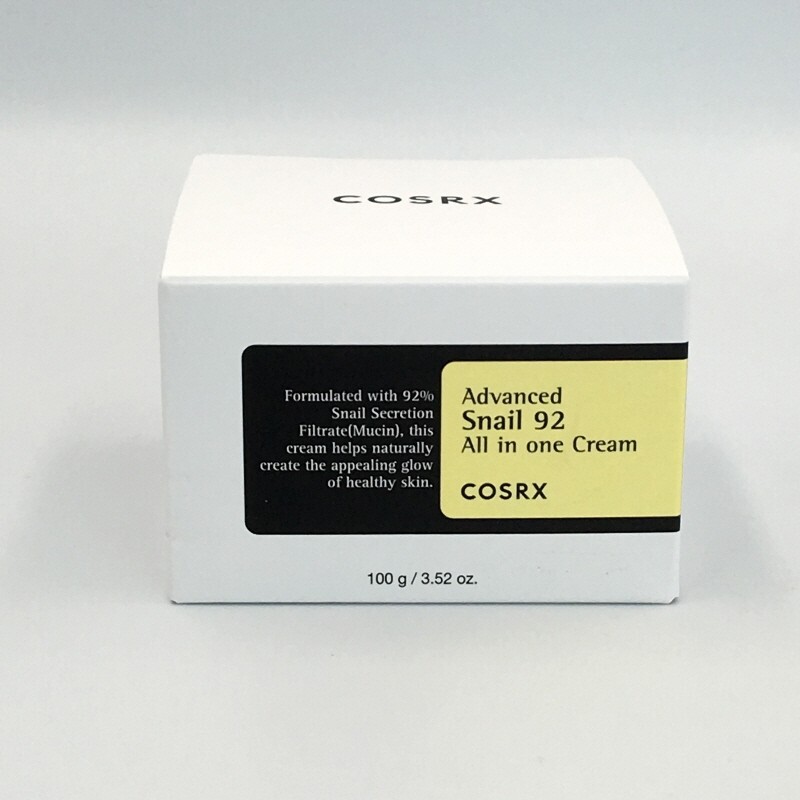 COSRX
Formulated with 92%
Snail Secretion
Filtrate(Mucin), this
cream helps naturally
create the appealing glow
of healthy skin.
Advanced
Snail 92
All in one Cream
COSRX
100 g / 3.52 oz.